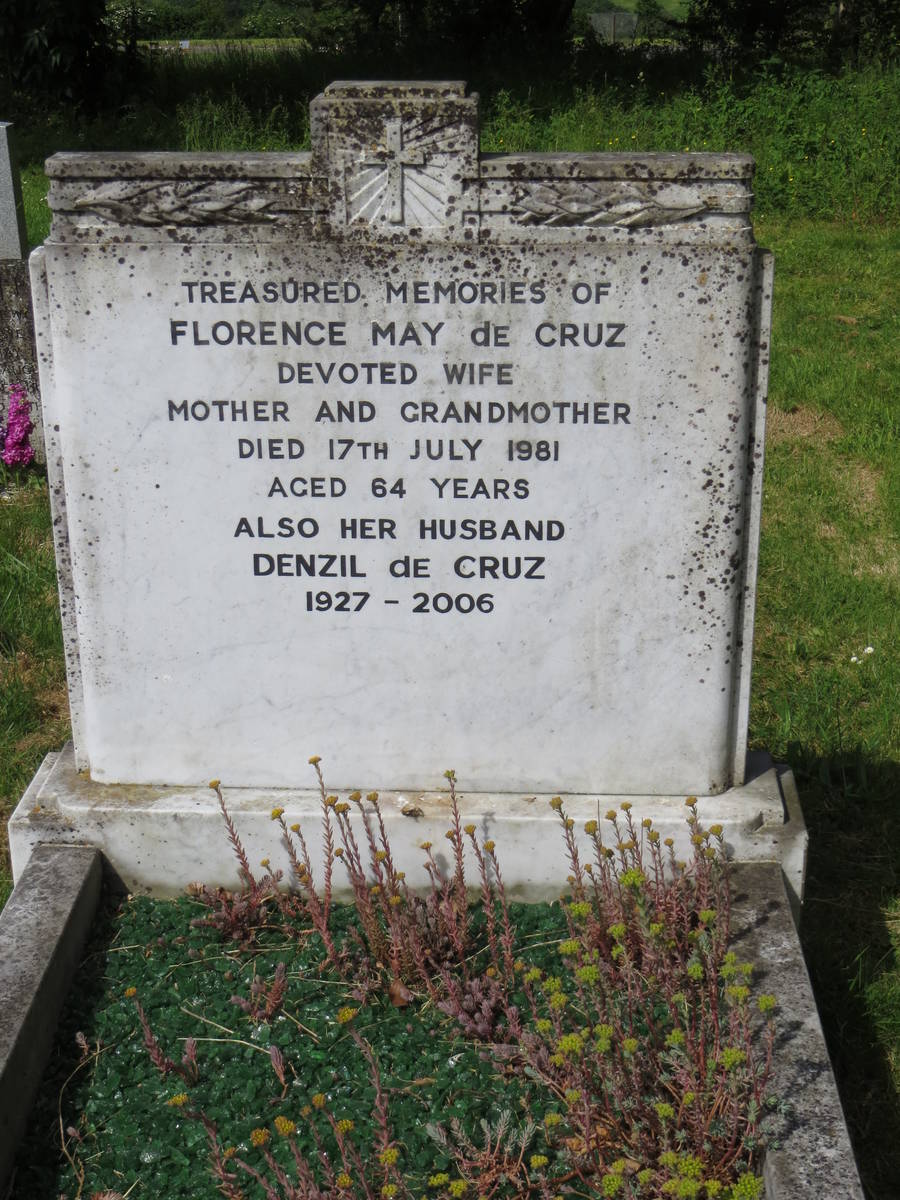 TREASURED MEMORIES OF
FLORENCE MAY de CRUZ
DEVOTED WIFE
MOTHER AND GRANDMOTHER
DIED 17TH JULY 1981
AGED 64 YEARS
ALSO HER HUSBAND
DENZIL de CRUZ
1927 - 2006